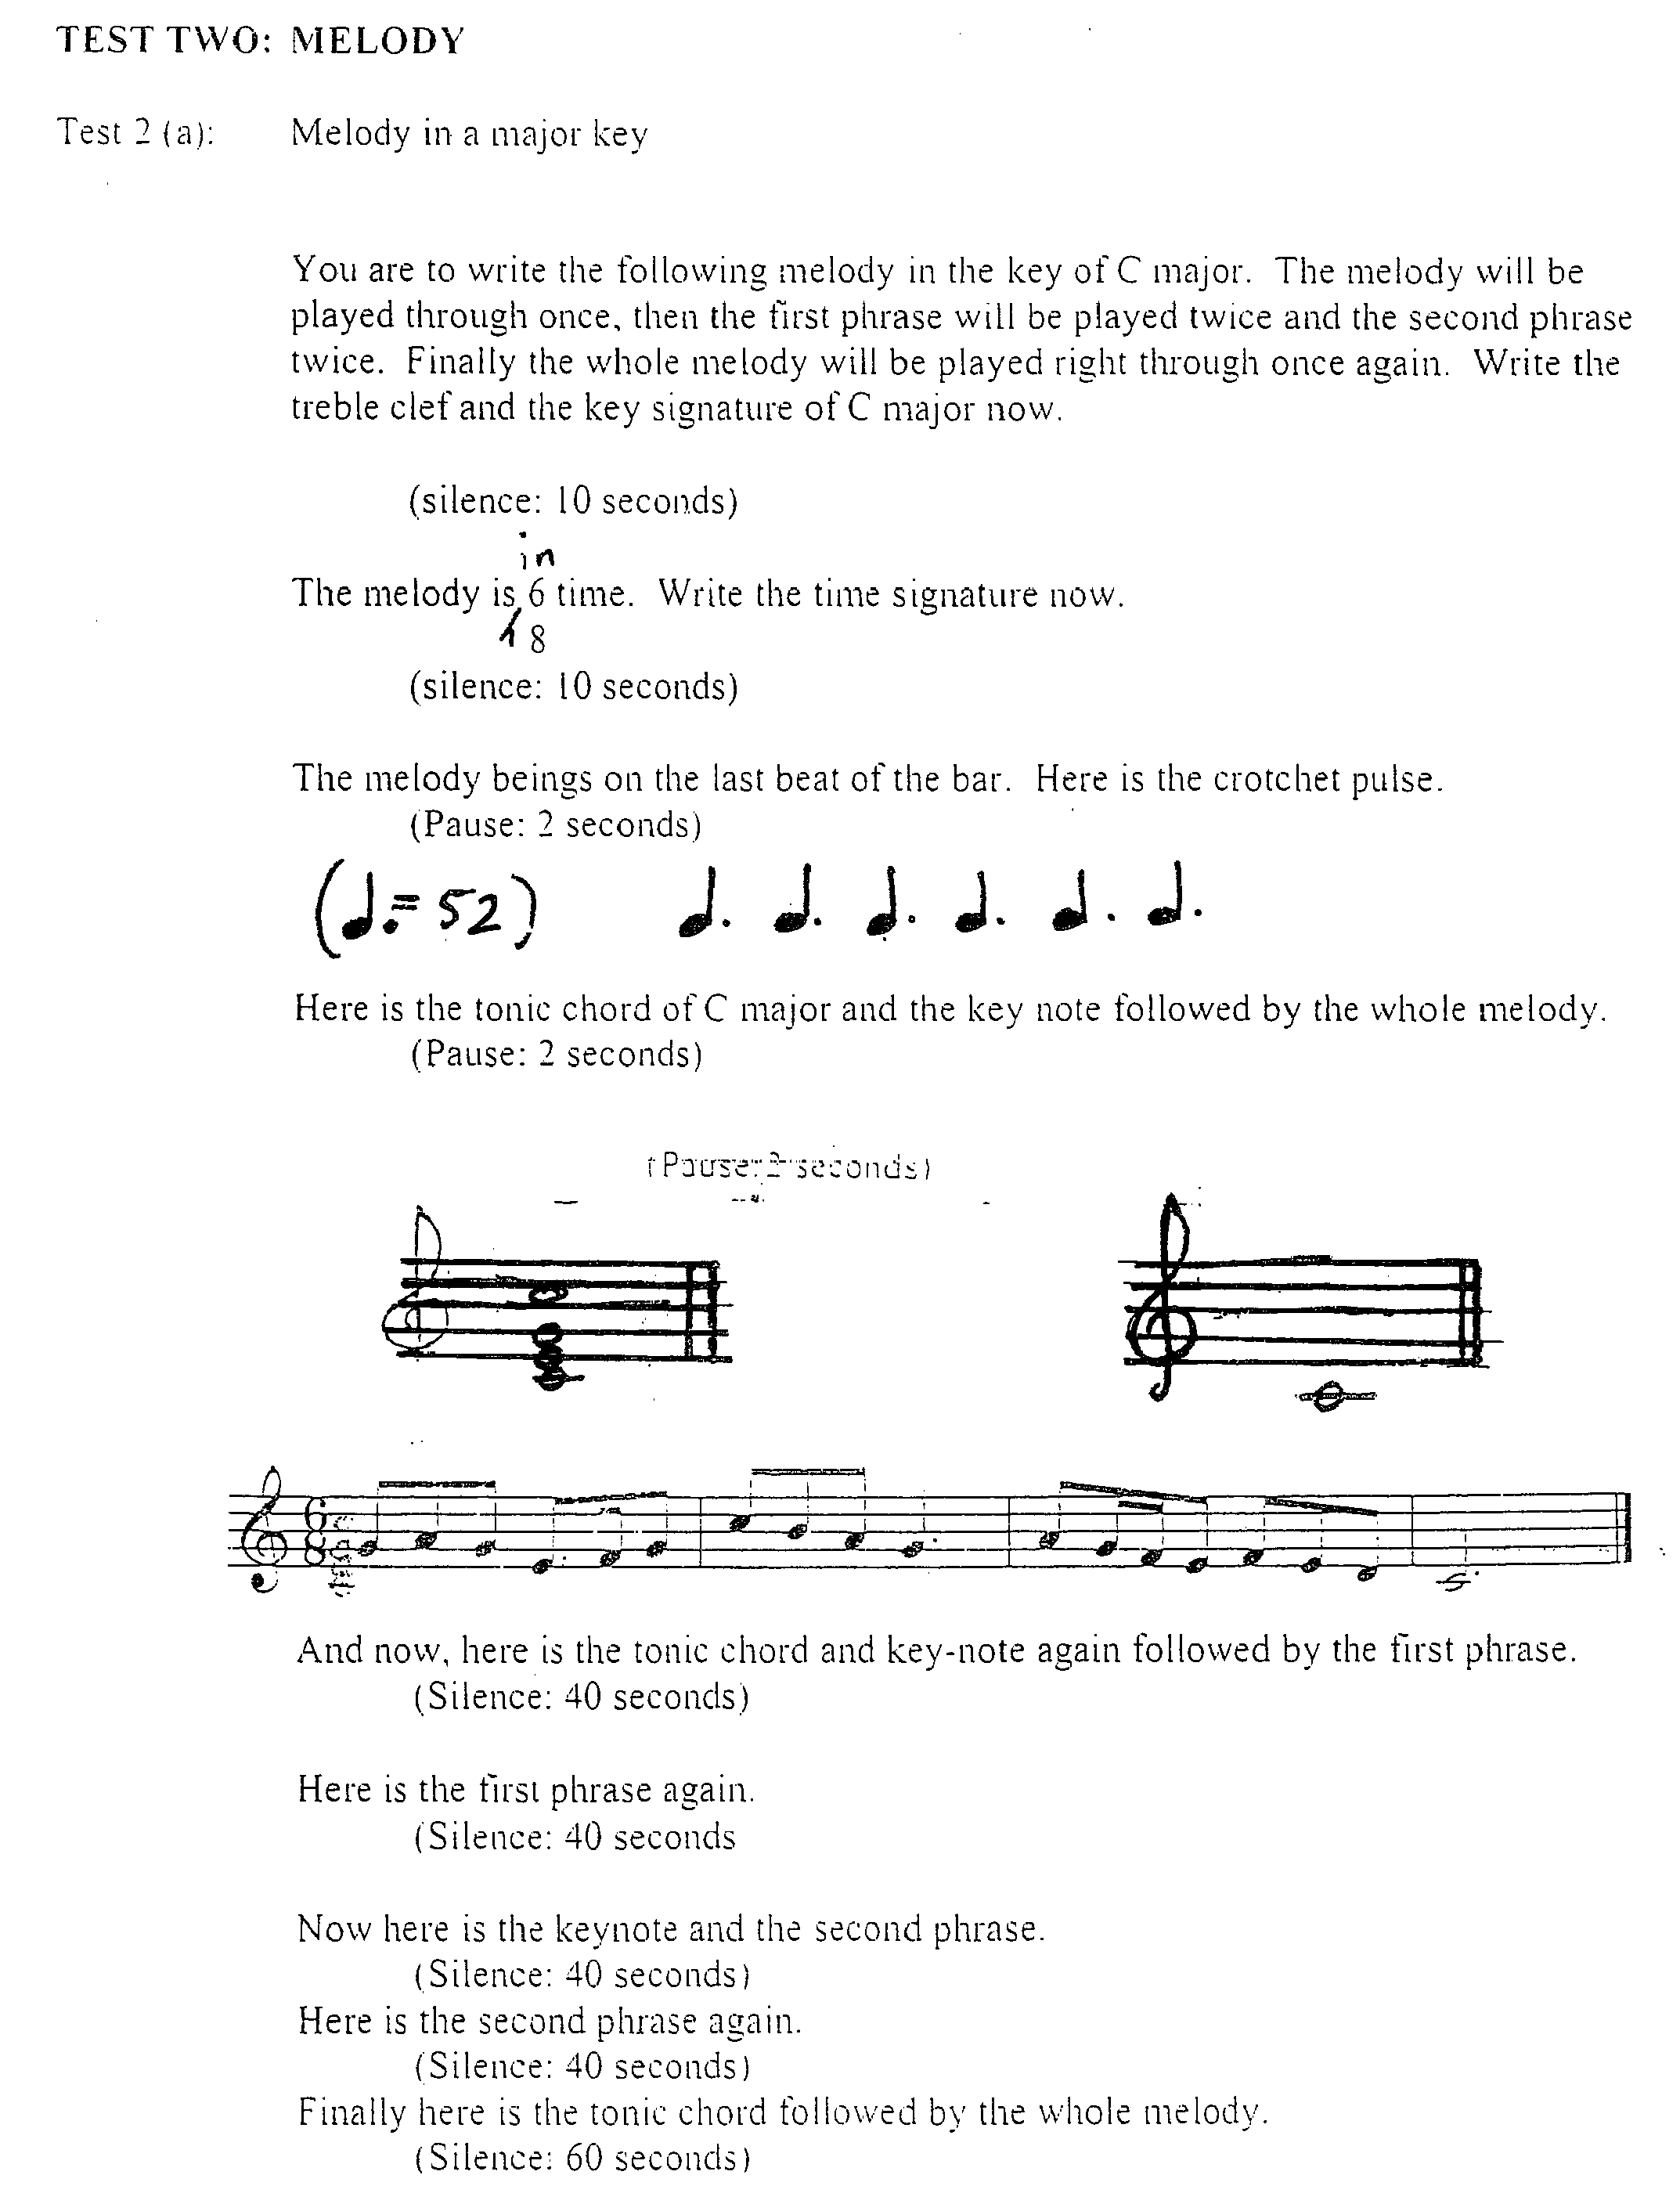 TEST TWO: MELODY
Test 2 (a): Melody in a major key
You are to write the following melody in the key of C major. The melody will be
played through once, then the first phrase will be played twice and the second phrase
twice. Finally the whole melody will be played right through once again. Write the
treble clef and the key signature of C major now.
(silence: 10 seconds)
in
The melody is 6 time. Write the time signature now.
8
(silence: 10 seconds)
The melody beings on the last beat of the bar. Here is the crotchet pulse.
(Pause: 2 seconds)
(♩.= 52) ♩. ♩. ♩. ♩. ♩. ♩.
Here is the tonic chord of C major and the key note followed by the whole melody.
(Pause: 2 seconds)
(Pause: 2 seconds)
6
8
And now, here is the tonic chord and key-note again followed by the first phrase.
(Silence: 40 seconds)
Here is the first phrase again.
(Silence: 40 seconds
Now here is the keynote and the second phrase.
(Silence: 40 seconds)
Here is the second phrase again.
(Silence: 40 seconds)
Finally here is the tonic chord followed by the whole melody.
(Silence: 60 seconds)